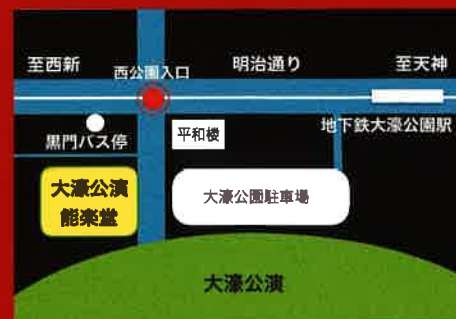 至西新
西公園入口
明治通り
至天神
黒門バス停
平和楼
地下鉄大濠公園駅
大濠公演
能楽堂
大濠公園駐車場
大濠公演